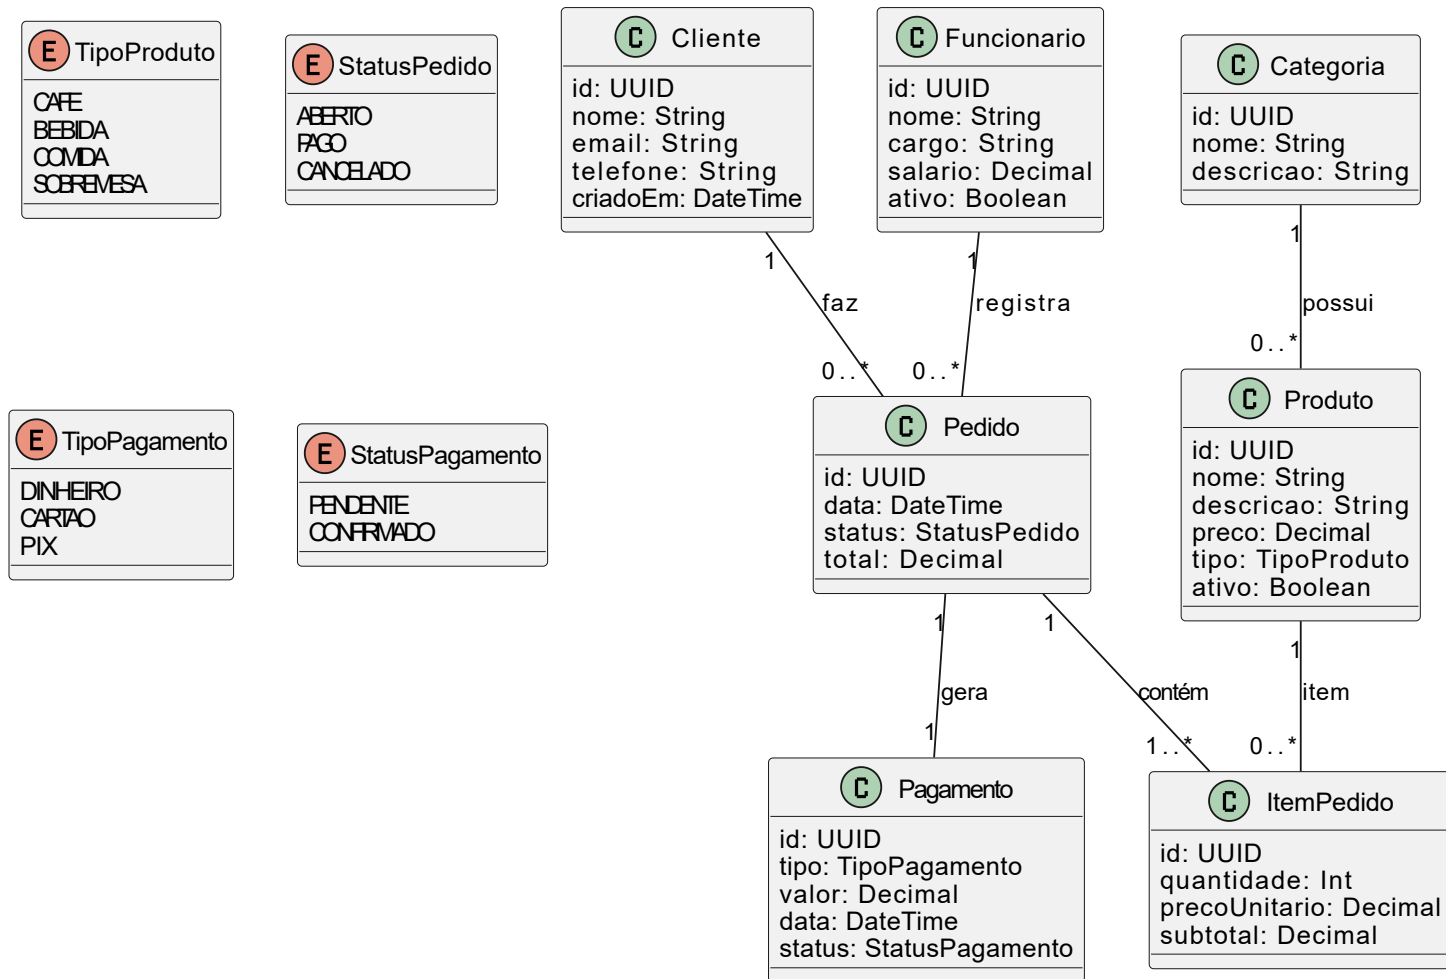 E TipoProduto
CAFE
BEBIDA
COMIDA
SOBREMESA
E StatusPedido
ABERTO
PAGO
CANCELADO
C Cliente
id: UUID
nome: String
email: String
telefone: String
criadoEm: DateTime
C Funcionario
id: UUID
nome: String
cargo: String
salario: Decimal
ativo: Boolean
C Categoria
id: UUID
nome: String
descricao: String
1
faz
0..*
1
registra
0..*
1
possui
0..*
E TipoPagamento
DINHEIRO
CARTAO
PIX
E StatusPagamento
PENDENTE
CONFIRMADO
C Pedido
id: UUID
data: DateTime
status: StatusPedido
total: Decimal
C Produto
id: UUID
nome: String
descricao: String
preco: Decimal
tipo: TipoProduto
ativo: Boolean
1
gera
1
1
contém
1..*
1
item
0..*
C Pagamento
id: UUID
tipo: TipoPagamento
valor: Decimal
data: DateTime
status: StatusPagamento
C ItemPedido
id: UUID
quantidade: Int
precoUnitario: Decimal
subtotal: Decimal